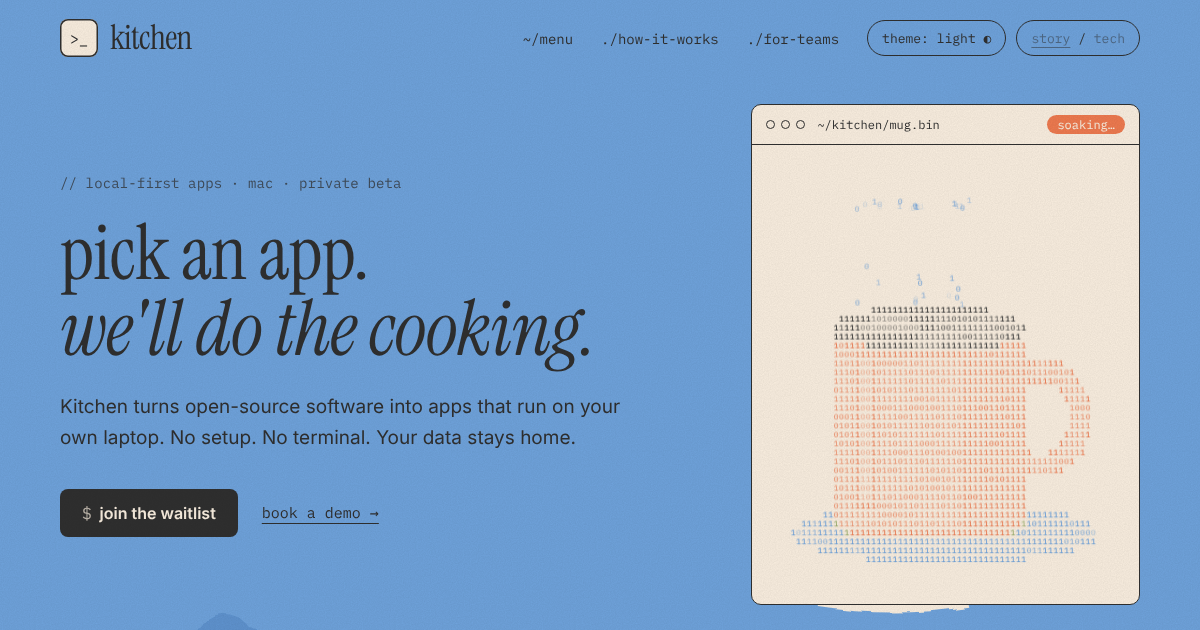 >_ kitchen
~/menu ./how-it-works ./for-teams theme: light ◐ story / tech
~/kitchen/mug.bin soaking…
// local-first apps · mac · private beta
pick an app.
we'll do the cooking.
Kitchen turns open-source software into apps that run on your
own laptop. No setup. No terminal. Your data stays home.
$ join the waitlist book a demo →